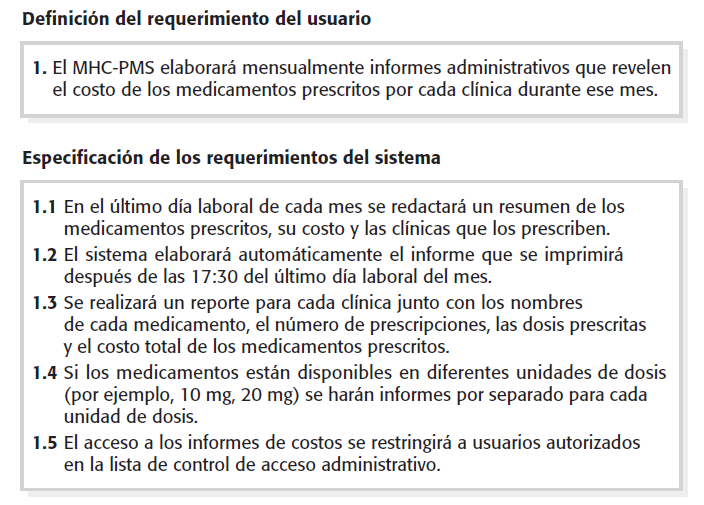 Definición del requerimiento del usuario
1. El MHC-PMS elaborará mensualmente informes administrativos que revelen
el costo de los medicamentos prescritos por cada clínica durante ese mes.
Especificación de los requerimientos del sistema
1.1 En el último día laboral de cada mes se redactará un resumen de los
medicamentos prescritos, su costo y las clínicas que los prescriben.
1.2 El sistema elaborará automáticamente el informe que se imprimirá
después de las 17:30 del último día laboral del mes.
1.3 Se realizará un reporte para cada clínica junto con los nombres
de cada medicamento, el número de prescripciones, las dosis prescritas
y el costo total de los medicamentos prescritos.
1.4 Si los medicamentos están disponibles en diferentes unidades de dosis
(por ejemplo, 10 mg, 20 mg) se harán informes por separado para cada
unidad de dosis.
1.5 El acceso a los informes de costos se restringirá a usuarios autorizados
en la lista de control de acceso administrativo.